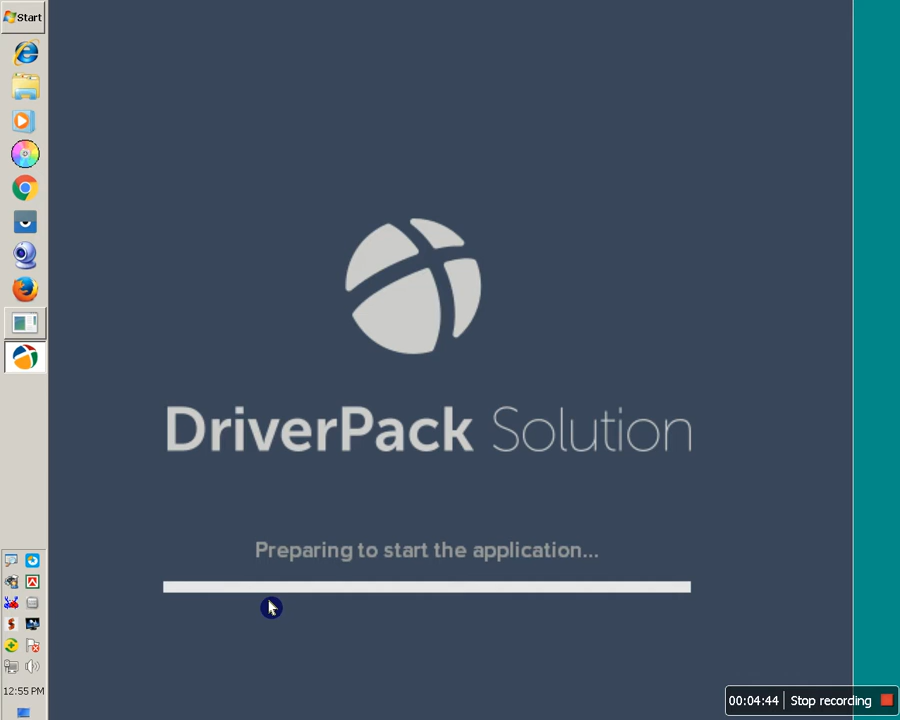 Start
DriverPack Solution
Preparing to start the application...
12:55 PM
00:04:44 Stop recording